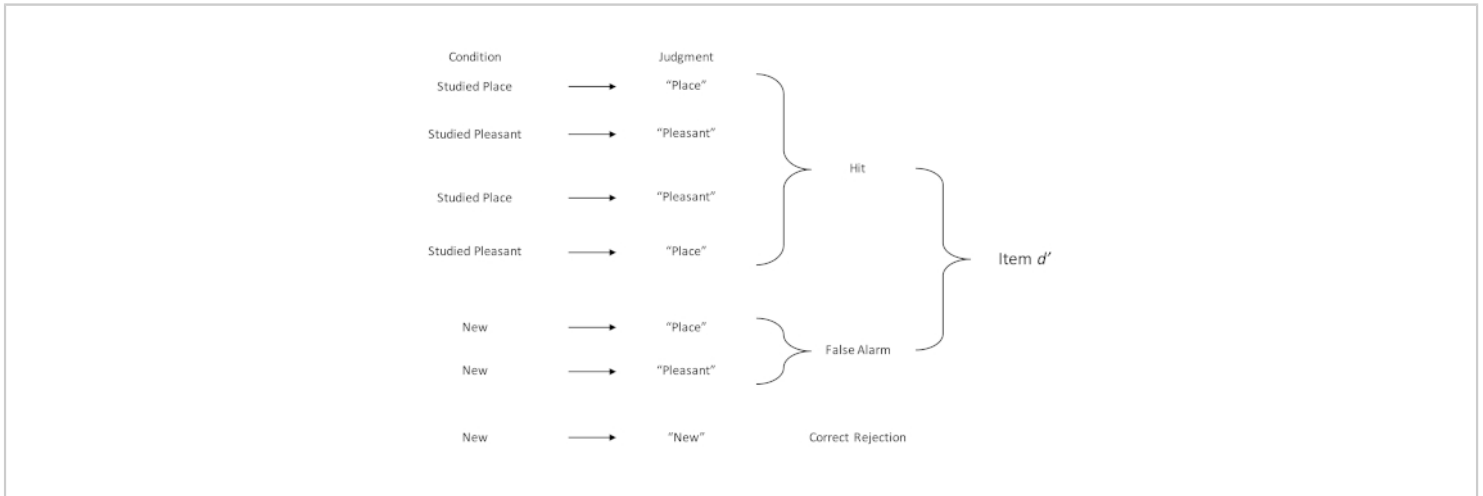 Condition Judgment
Studied Place “Place”
Studied Pleasant “Pleasant”
Hit
Studied Place “Pleasant”
Studied Pleasant “Place”
Item d’
New “Place”
False Alarm
New “Pleasant”
New “New” Correct Rejection